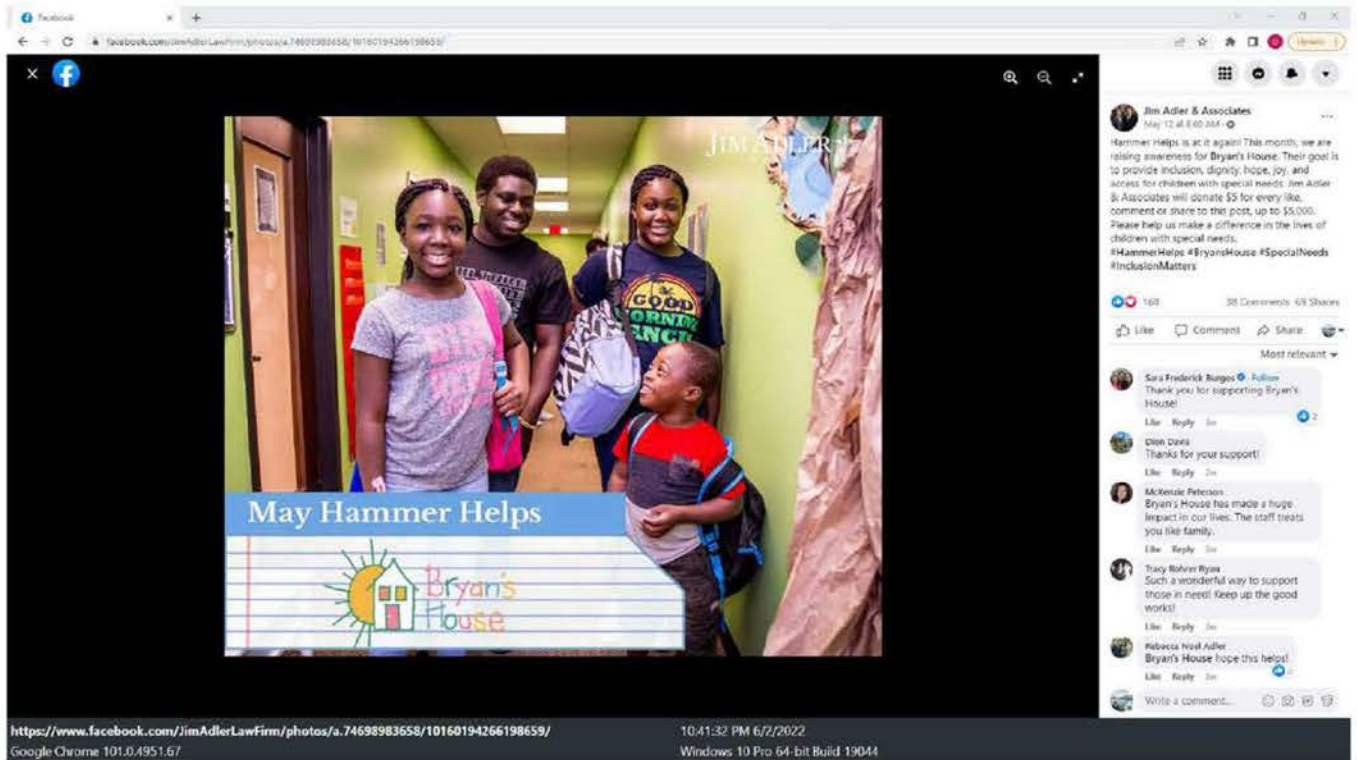 Facebook
facebook.com/JimAdlerLawFirm/photos/a.74698983658/10160194266198659/
Update
JIM ADLER
GOOD
MORNING
May Hammer Helps
Bryan's
House
Jim Adler & Associates
May 12 at 8:00 AM
Hammer Helps is at it again! This month, we are
raising awareness for Bryan's House. Their goal is
to provide inclusion, dignity, hope, joy, and
access for children with special needs. Jim Adler
& Associates will donate $5 for every like,
comment or share to this post, up to $5,000.
Please help us make a difference in the lives of
children with special needs.
#HammerHelps #BryansHouse #SpecialNeeds
#InclusionMatters
168 38 Comments 69 Shares
Like Comment Share
Most relevant
Sara Frederick Burgos Follow
Thank you for supporting Bryan's
House!
2
Like Reply
Dion Davis
Thanks for your support!
Like Reply 2w
McKenzie Peterson
Bryan's House has made a huge
impact in our lives. The staff treats
you like family.
Like Reply
Tracy Rohrer Ryan
Such a wonderful way to support
those in need! Keep up the good
works!
Like Reply
Rebecca Noel Adler
Bryan's House hope this helps!
Like Reply
Write a comment...
https://www.facebook.com/JimAdlerLawFirm/photos/a.74698983658/10160194266198659/
Google Chrome 101.0.4951.67
10:41:32 PM 6/2/2022
Windows 10 Pro 64-bit Build 19044